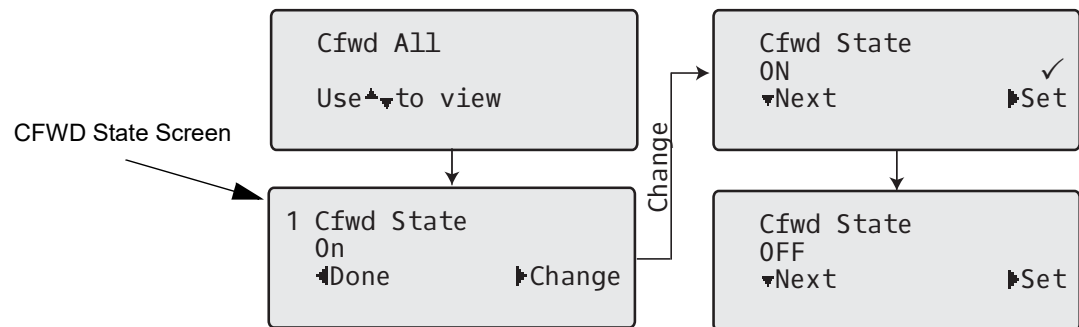 Cfwd All
Use▲▼to view
CFWD State Screen
1 Cfwd State
On
◀Done ▶Change
Change
Cfwd State
ON ✓
▼Next ▶Set
Cfwd State
OFF
▼Next ▶Set